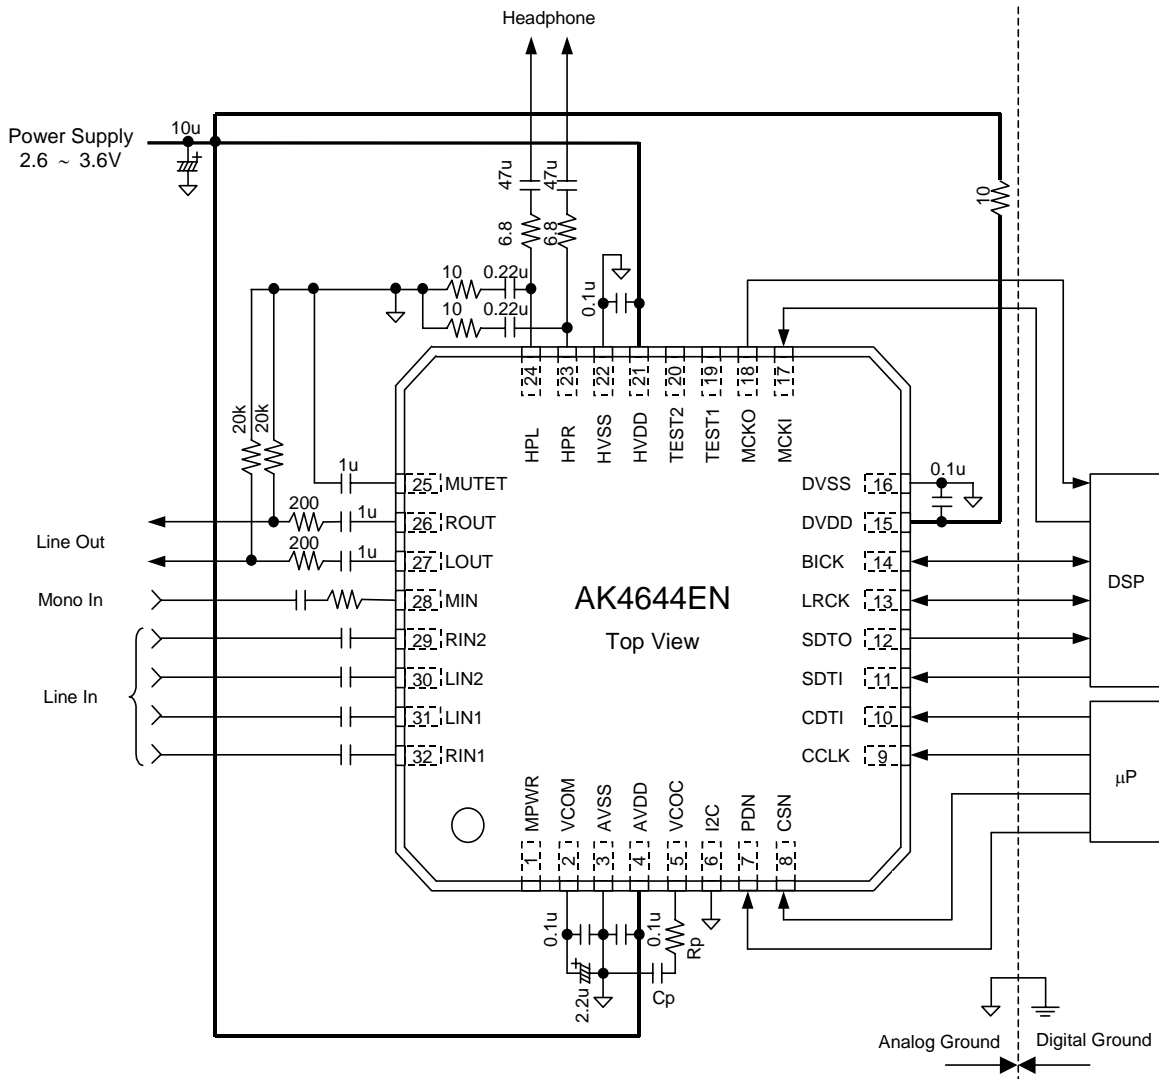 Headphone
Power Supply
2.6 ~ 3.6V
10u
+
47u
47u
6.8
6.8
10
10
0.22u
10
0.22u
0.1u
20k
20k
24
23
22
21
20
19
18
17
HPL
HPR
HVSS
HVDD
TEST2
TEST1
MCKO
MCKI
1u
25 MUTET
200
1u
26 ROUT
200
1u
27 LOUT
Line Out
Mono In
28 MIN
29 RIN2
30 LIN2
Line In
31 LIN1
32 RIN1
AK4644EN
Top View
DVSS 16
0.1u
DVDD 15
BICK 14
LRCK 13
SDTO 12
SDTI 11
CDTI 10
CCLK 9
DSP
µP
MPWR
VCOM
AVSS
AVDD
VCOC
I2C
PDN
CSN
1
2
3
4
5
6
7
8
0.1u
0.1u
Rp
+
2.2u
Cp
Analog Ground
Digital Ground